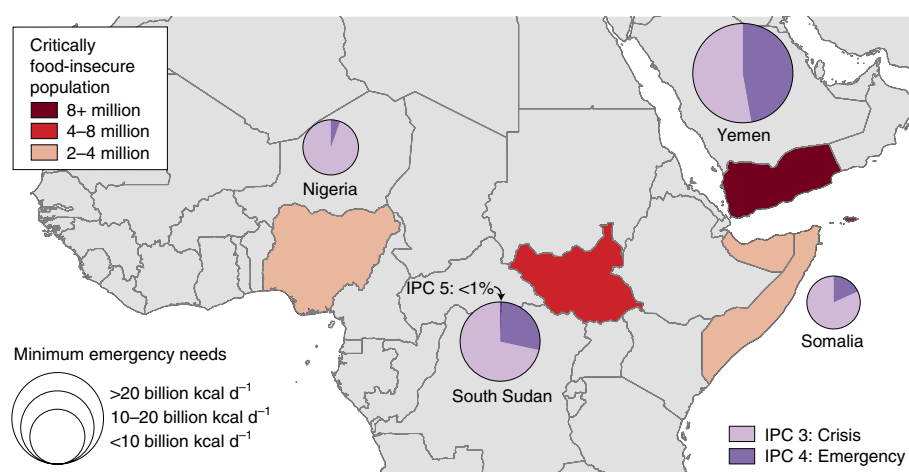 Critically
food-insecure
population
8+ million
4–8 million
2–4 million
Yemen
Nigeria
IPC 5: <1%
South Sudan
Somalia
Minimum emergency needs
>20 billion kcal d⁻¹
10–20 billion kcal d⁻¹
<10 billion kcal d⁻¹
IPC 3: Crisis
IPC 4: Emergency